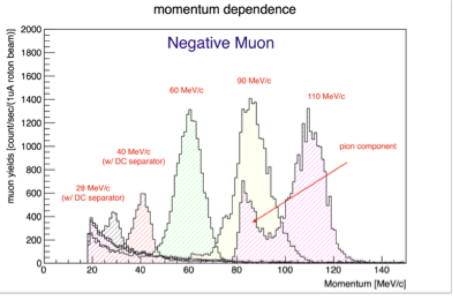 momentum dependence
muon yields [count/sec/(1uA roton beam)]
Negative Muon
2000
1800
1600
1400
1200
1000
800
600
400
200
0
60 MeV/c
90 MeV/c
110 MeV/c
40 MeV/c
(w/ DC separator)
28 MeV/c
(w/ DC separator)
pion component
0 20 40 60 80 100 120 140
Momentum [MeV/c]